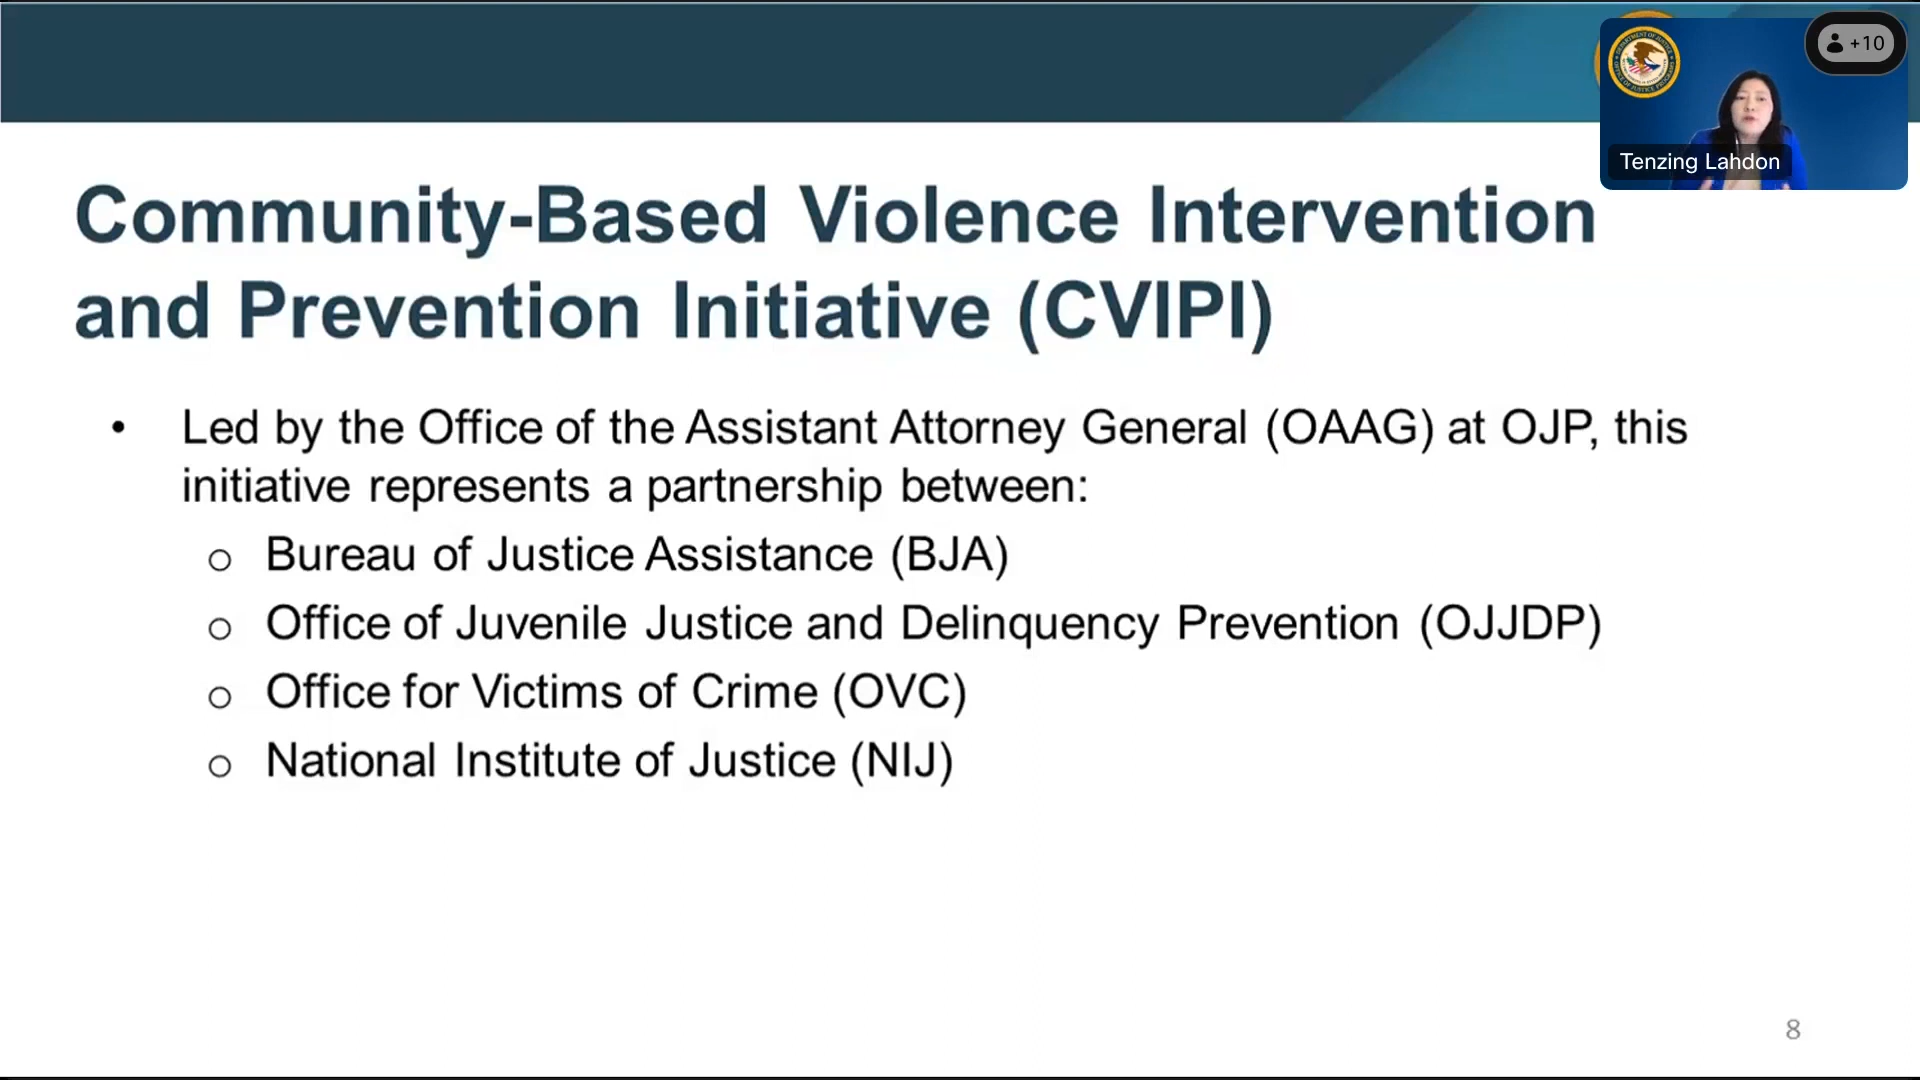 +10
Tenzing Lahdon
Community-Based Violence Intervention
and Prevention Initiative (CVIPI)
• Led by the Office of the Assistant Attorney General (OAAG) at OJP, this
initiative represents a partnership between:
o Bureau of Justice Assistance (BJA)
o Office of Juvenile Justice and Delinquency Prevention (OJJDP)
o Office for Victims of Crime (OVC)
o National Institute of Justice (NIJ)
8